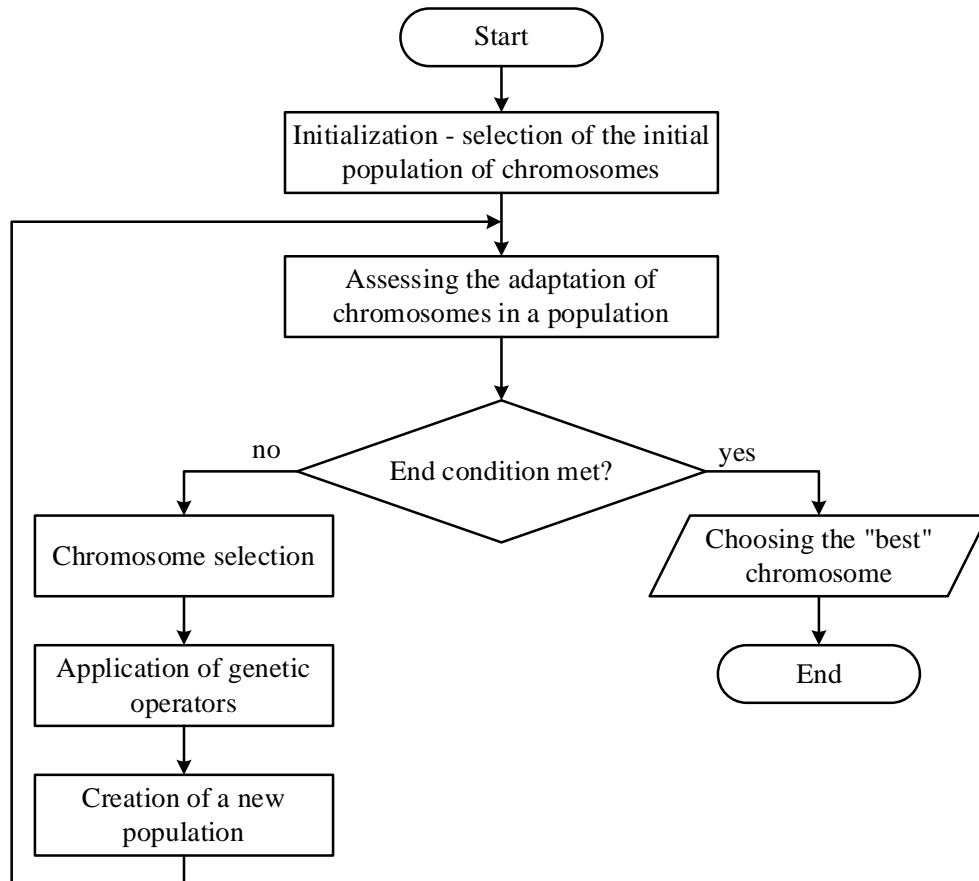 Start
Initialization - selection of the initial
population of chromosomes
Assessing the adaptation of
chromosomes in a population
End condition met?
no
yes
Chromosome selection
Application of genetic
operators
Creation of a new
population
Choosing the "best"
chromosome
End